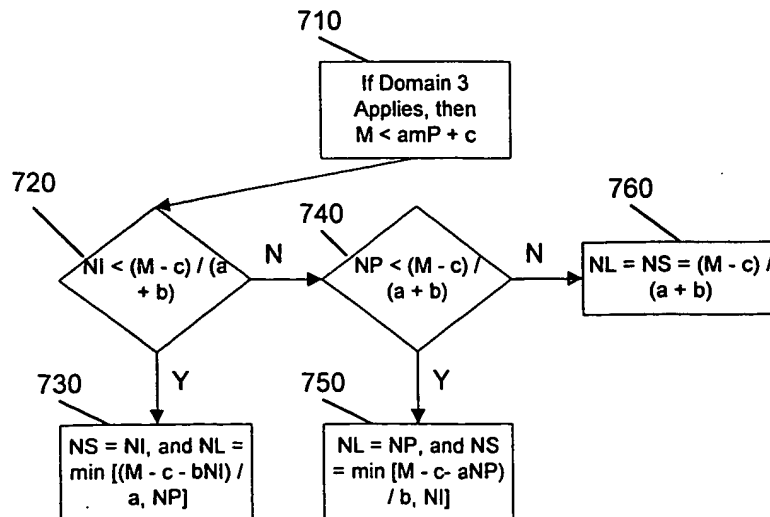 710
If Domain 3
Applies, then
M < amP + c
720
NI < (M - c) / (a
+ b)
N
740
NP < (M - c) /
(a + b)
N
760
NL = NS = (M - c) /
(a + b)
Y
730
NS = NI, and NL =
min [(M - c - bNI) /
a, NP]
Y
750
NL = NP, and NS
= min [M - c- aNP)
/ b, NI]